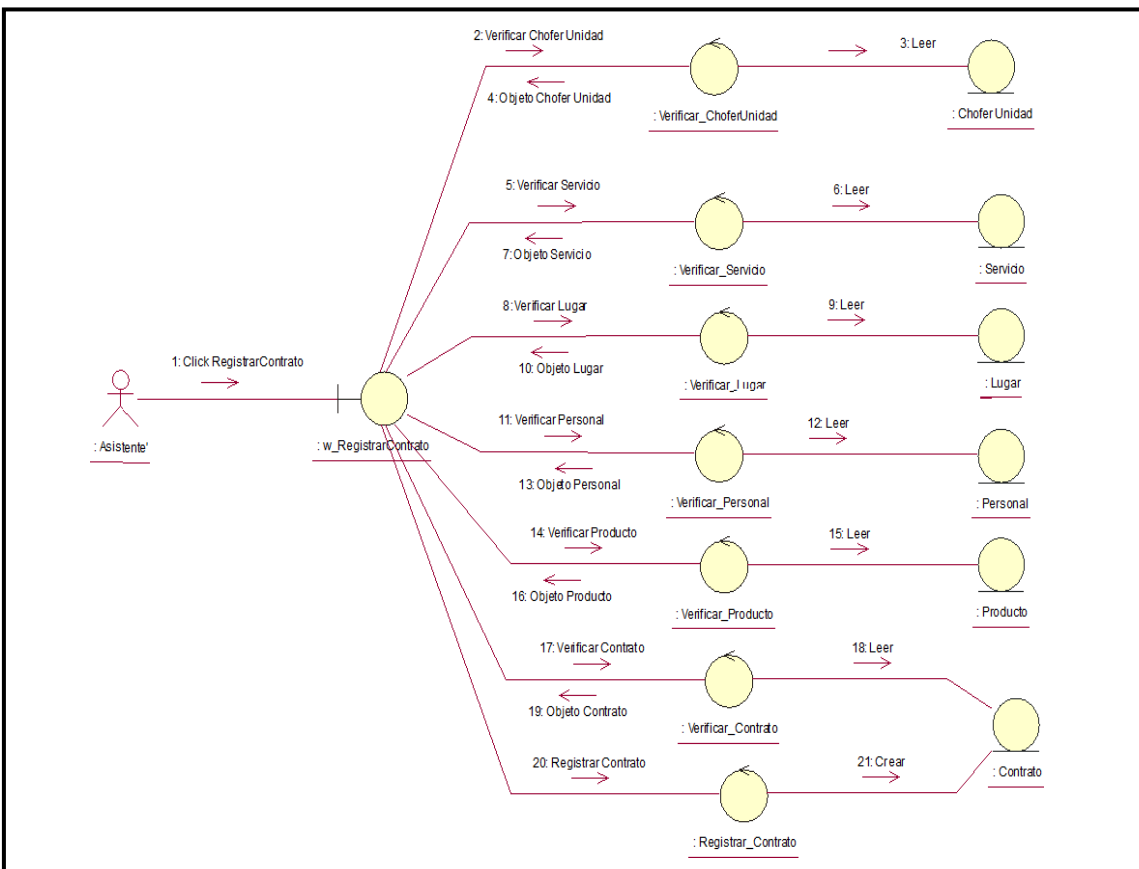 2: Verificar Chofer Unidad
3: Leer
4: Objeto Chofer Unidad
: Verificar_ChoferUnidad
: Chofer Unidad
5: Verificar Servicio
6: Leer
7: Objeto Servicio
: Verificar_Servicio
: Servicio
8: Verificar Lugar
9: Leer
10: Objeto Lugar
: Verificar_Lugar
: Lugar
1: Click RegistrarContrato
: Asistente'
: w_RegistrarContrato
11: Verificar Personal
12: Leer
13: Objeto Personal
: Verificar_Personal
: Personal
14: Verificar Producto
15: Leer
16: Objeto Producto
: Verificar_Producto
: Producto
17: Verificar Contrato
18: Leer
19: Objeto Contrato
: Verificar_Contrato
: Contrato
20: Registrar Contrato
21: Crear
: Registrar_Contrato